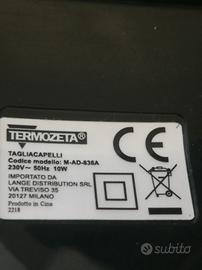 TERMOZETA®
TAGLIACAPELLI
Codice modello: M-AD-838A
230V~ 50Hz 10W
IMPORTATO DA
LANGE DISTRIBUTION SRL
VIA TREVISO 35
20127 MILANO
Prodotto in Cina
2218
CE
subito